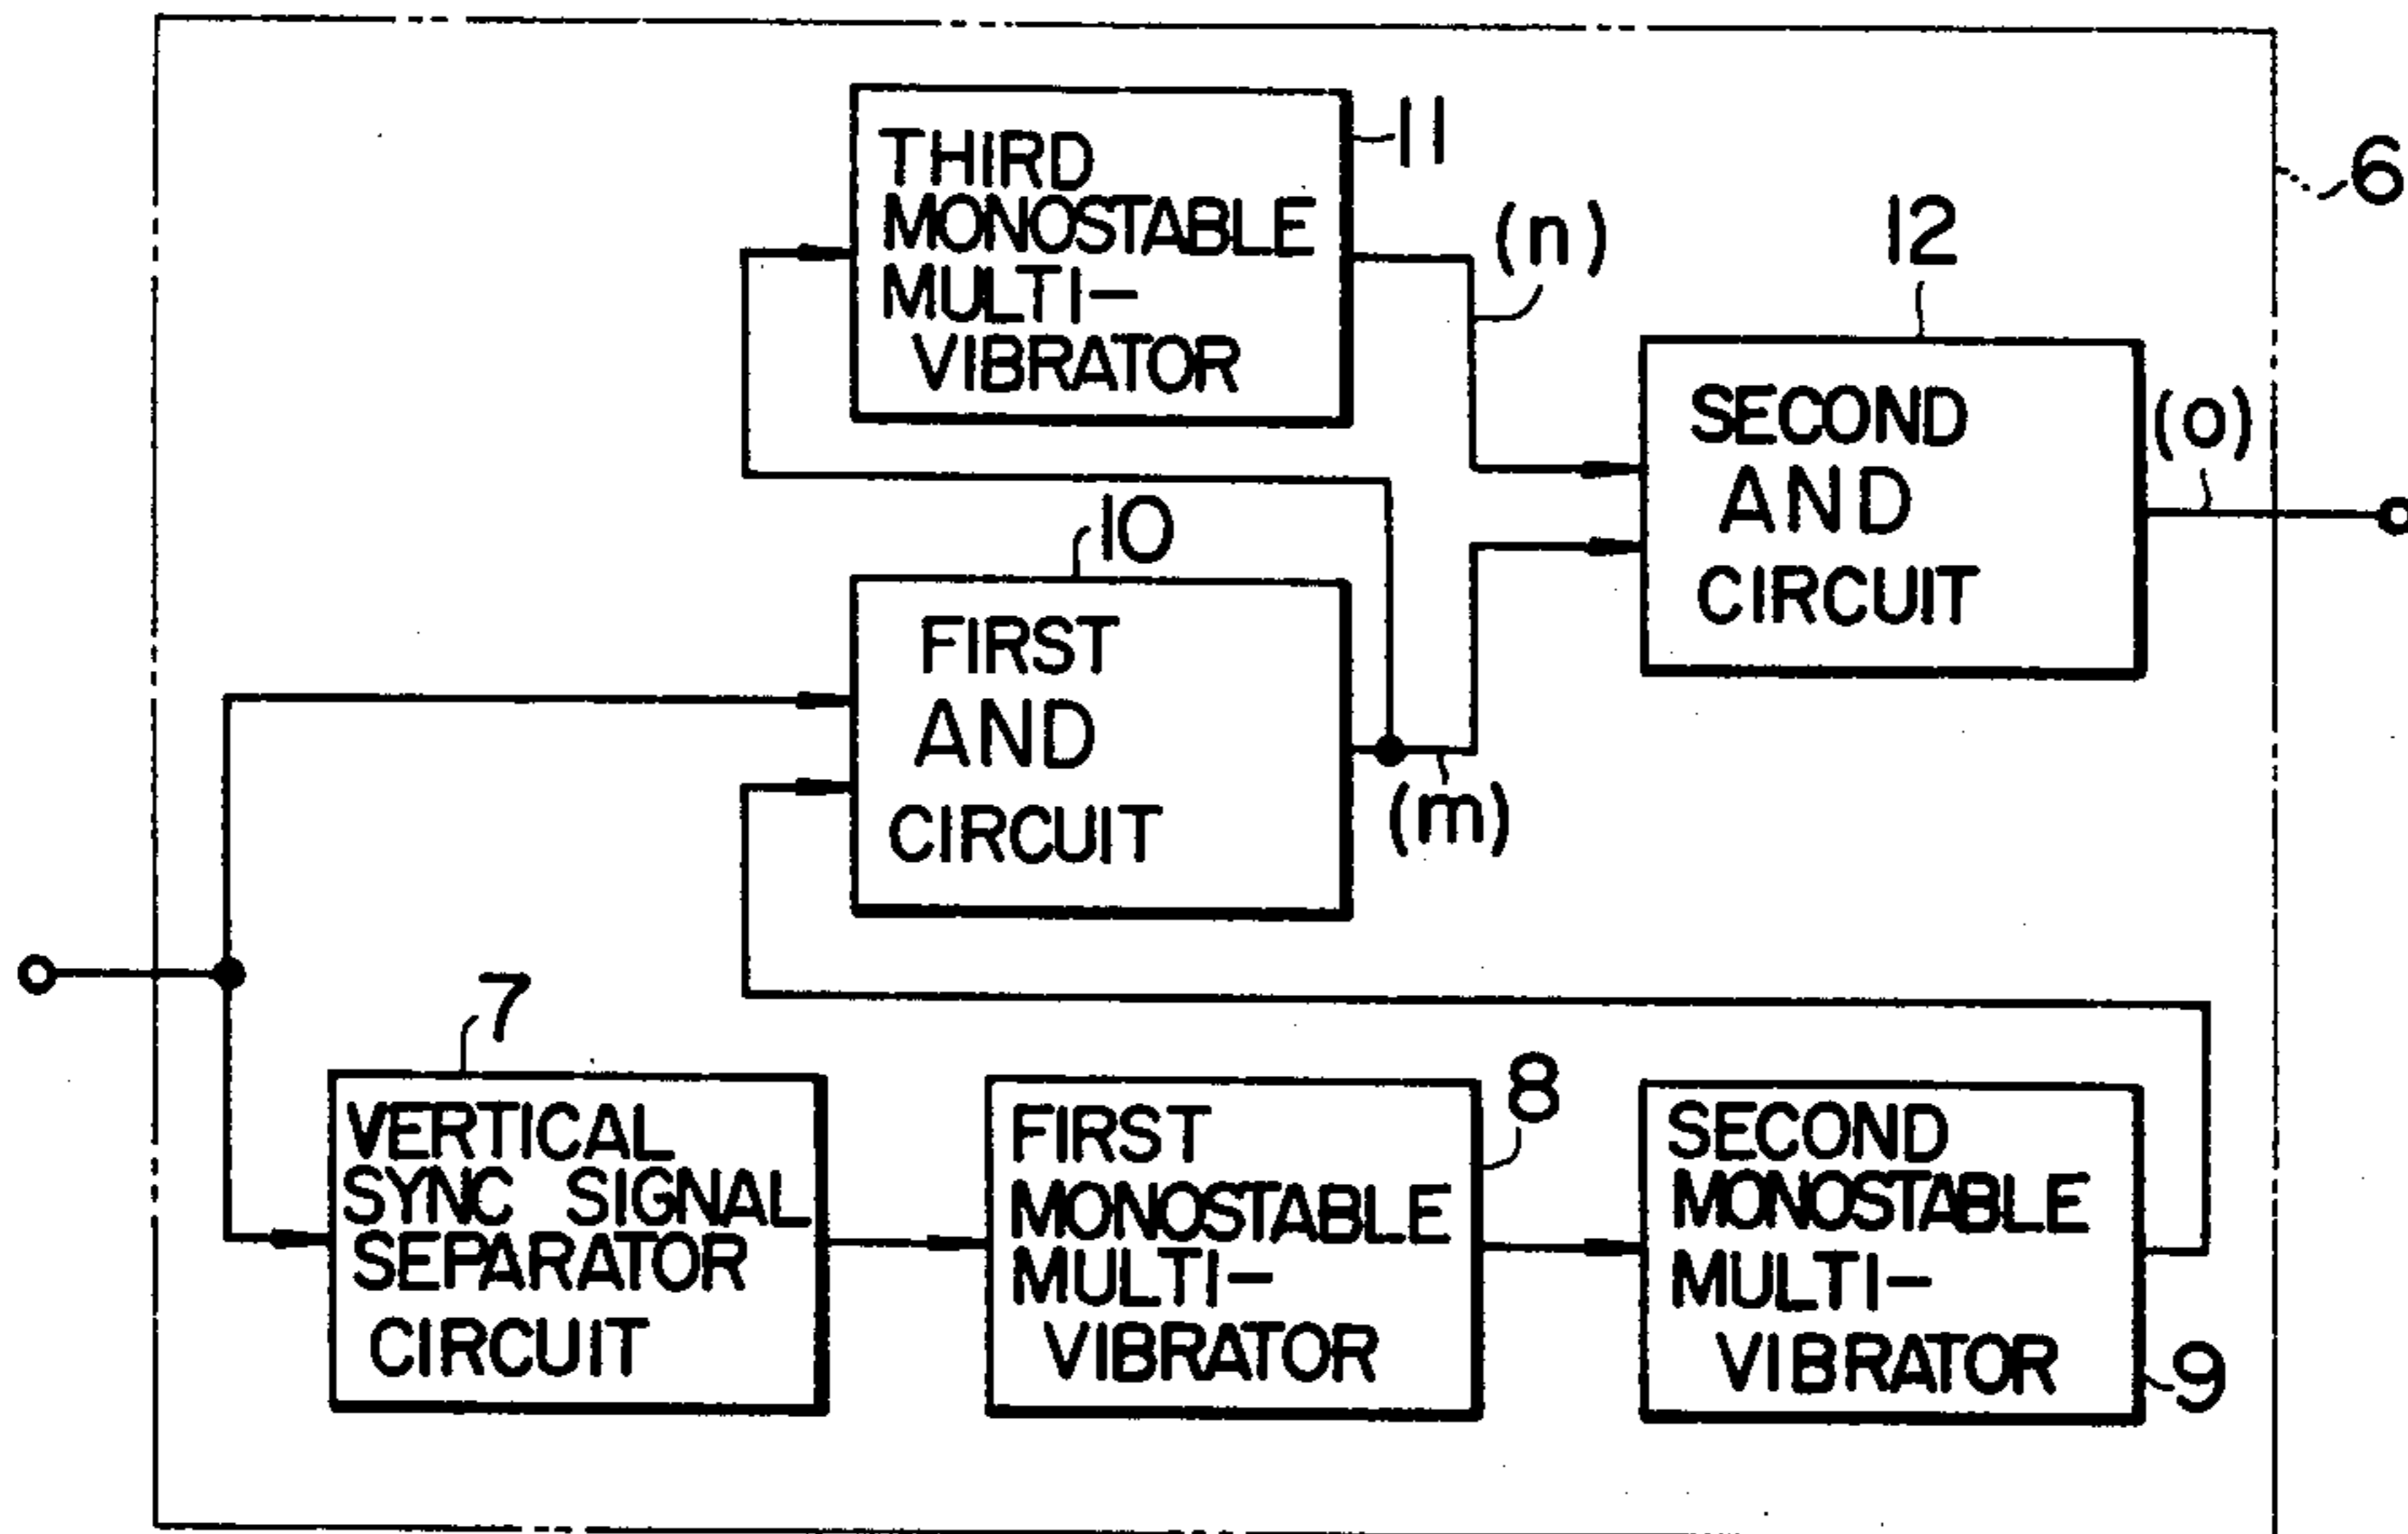 THIRD
MONOSTABLE
MULTI-
VIBRATOR
11
(n)
12
6
SECOND
AND
CIRCUIT
(o)
10
FIRST
AND
CIRCUIT
(m)
7
VERTICAL
SYNC SIGNAL
SEPARATOR
CIRCUIT
FIRST
MONOSTABLE
MULTI-
VIBRATOR
8
SECOND
MONOSTABLE
MULTI-
VIBRATOR
9